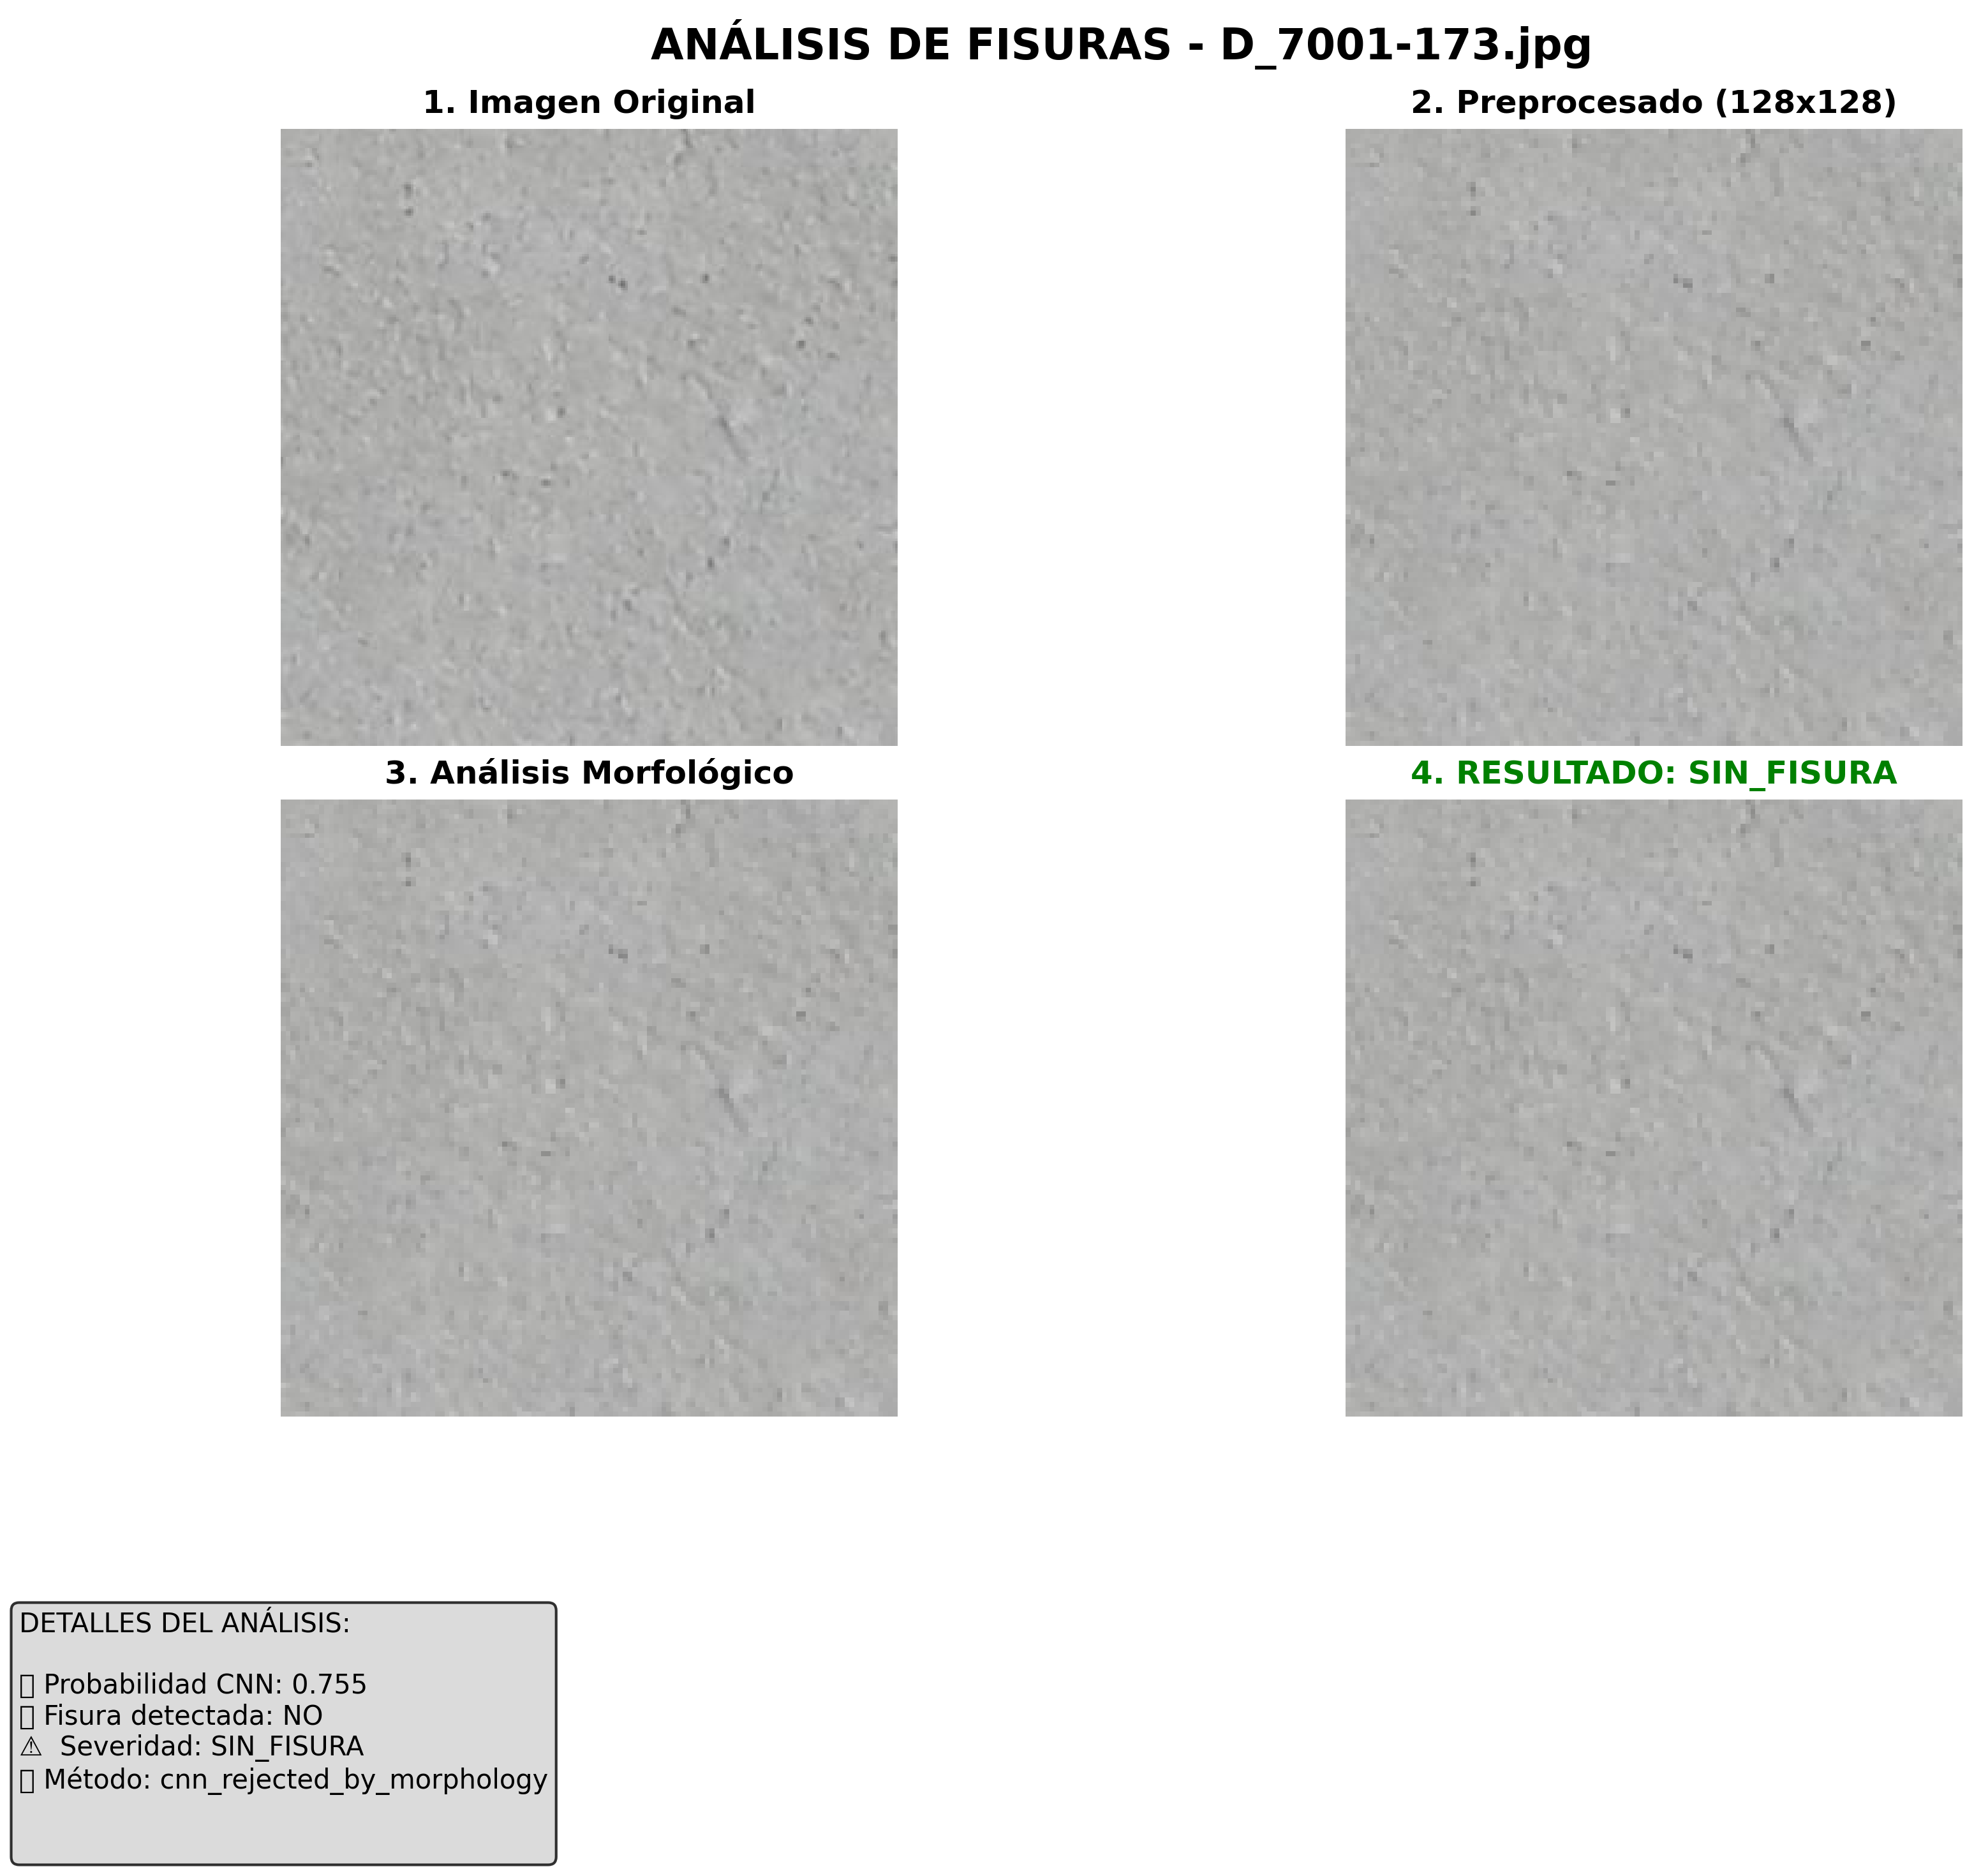 ANÁLISIS DE FISURAS - D_7001-173.jpg
1. Imagen Original
2. Preprocesado (128x128)
3. Análisis Morfológico
4. RESULTADO: SIN_FISURA
DETALLES DEL ANÁLISIS:
▯ Probabilidad CNN: 0.755
▯ Fisura detectada: NO
⚠ Severidad: SIN_FISURA
▯ Método: cnn_rejected_by_morphology